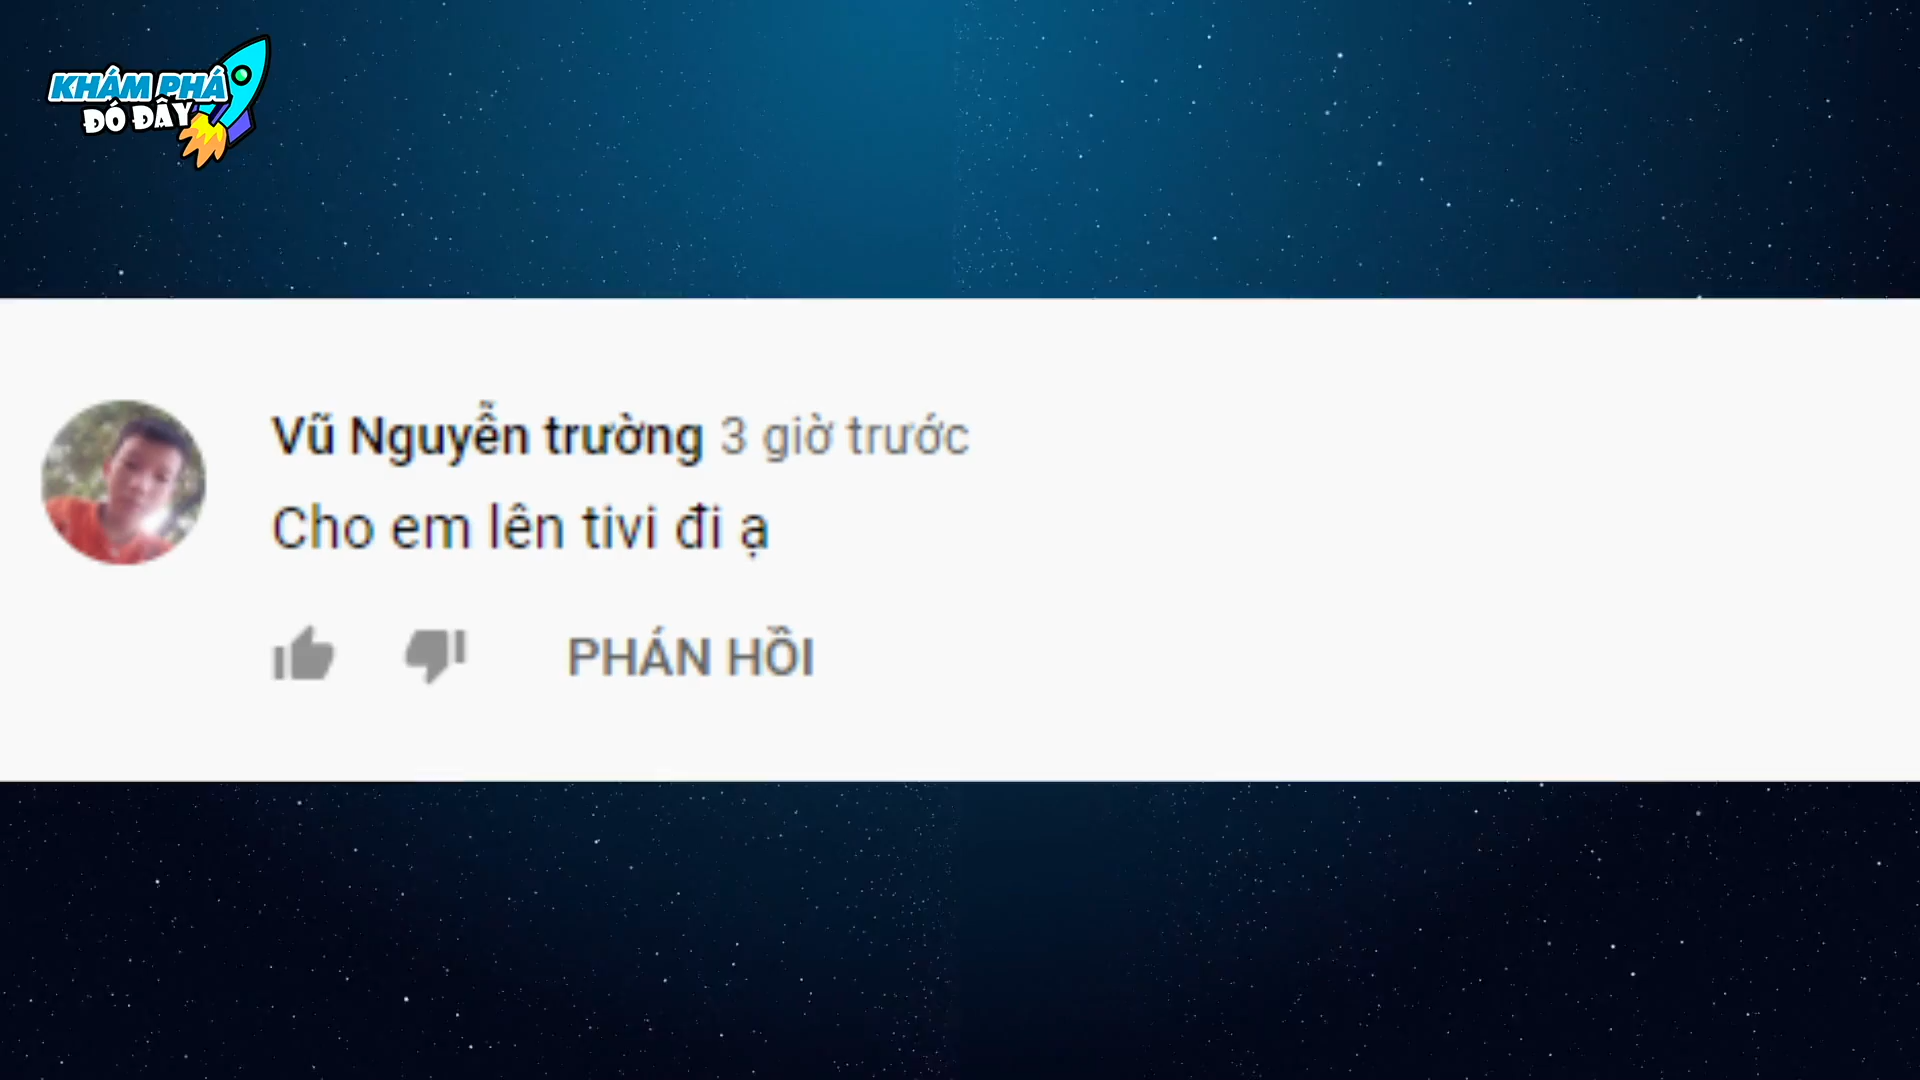 KHÁM PHÁ
ĐÓ ĐÂY
Vũ Nguyễn trường 3 giờ trước
Cho em lên tivi đi ạ
PHẢN HỒI